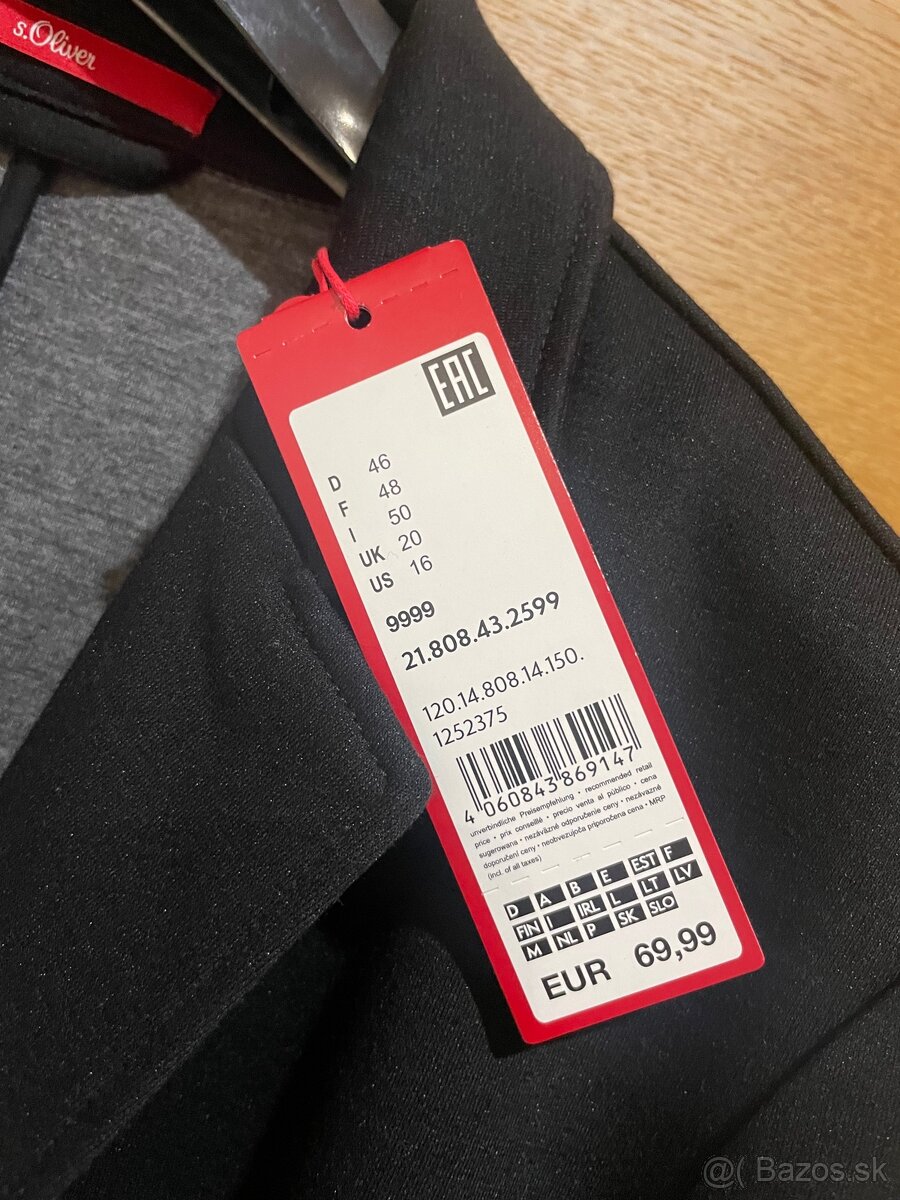 s.Oliver
EAC
D 46
F 48
I 50
UK 20
US 16
9999
21.808.43.2599
120.14.808.14.150.
1252375
4 060843 869147
unverbindliche Preisempfehlung • recommended retail
price • prix conseillé • precio venta al público • cena
sugerowana • nezáväzné odporučenie ceny • nezávazné
doporučení ceny • neobvezujoča priporočena cena • MRP
(incl. of all taxes)
D A B E EST F
FIN I IRL L LT LV
M NL P SK SLO
EUR 69,99
@( Bazos.sk